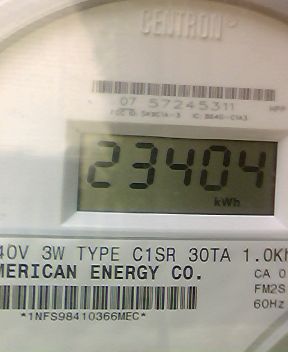 CENTRON
07 57245311
23404
kWh
40V 3W TYPE C1SR 30TA 1.0Kh
MERICAN ENERGY CO.
CA 0
FM2S
60Hz
*1NFS98410366MEC*